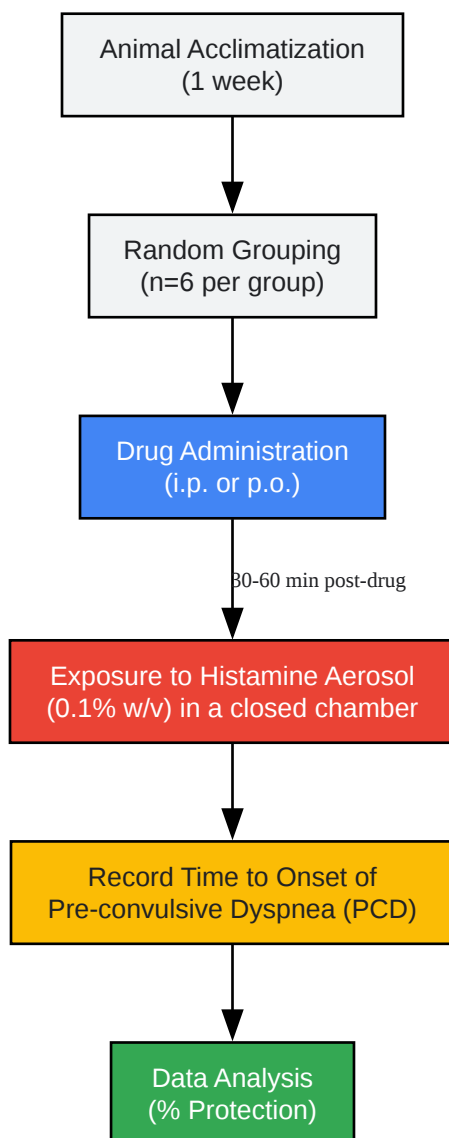 Animal Acclimatization
(1 week)
Random Grouping
(n=6 per group)
Drug Administration
(i.p. or p.o.)
30-60 min post-drug
Exposure to Histamine Aerosol
(0.1% w/v) in a closed chamber
Record Time to Onset of
Pre-convulsive Dyspnea (PCD)
Data Analysis
(% Protection)